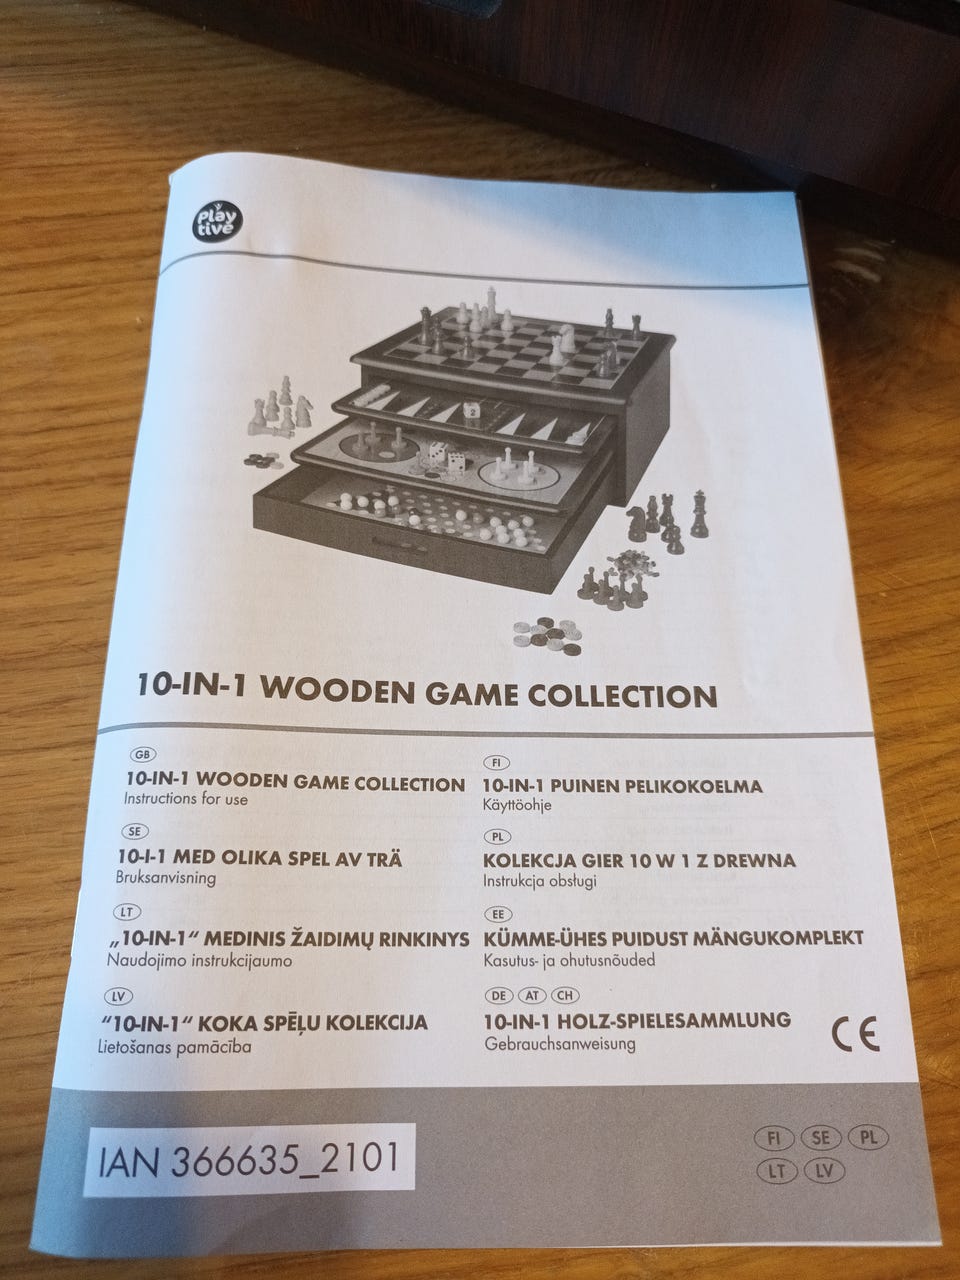 play
tive
2
10-IN-1 WOODEN GAME COLLECTION
GB
10-IN-1 WOODEN GAME COLLECTION
Instructions for use
SE
10-I-1 MED OLIKA SPEL AV TRÄ
Bruksanvisning
LT
„10-IN-1“ MEDINIS ŽAIDIMŲ RINKINYS
Naudojimo instrukcijaumo
LV
“10-IN-1“ KOKA SPĒĻU KOLEKCIJA
Lietošanas pamācība
FI
10-IN-1 PUINEN PELIKOKOELMA
Käyttöohje
PL
KOLEKCJA GIER 10 W 1 Z DREWNA
Instrukcja obsługi
EE
KÜMME-ÜHES PUIDUST MÄNGUKOMPLEKT
Kasutus- ja ohutusnõuded
DE AT CH
10-IN-1 HOLZ-SPIELESAMMLUNG
Gebrauchsanweisung
CE
IAN 366635_2101
FI SE PL
LT LV